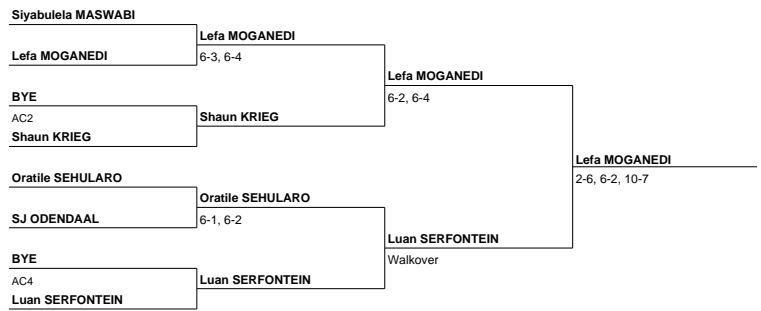 Siyabulela MASWABI
Lefa MOGANEDI
Lefa MOGANEDI
6-3, 6-4
Lefa MOGANEDI
6-2, 6-4
BYE
AC2
Shaun KRIEG
Shaun KRIEG
Lefa MOGANEDI
2-6, 6-2, 10-7
Oratile SEHULARO
Oratile SEHULARO
SJ ODENDAAL
6-1, 6-2
Luan SERFONTEIN
Walkover
BYE
AC4
Luan SERFONTEIN
Luan SERFONTEIN